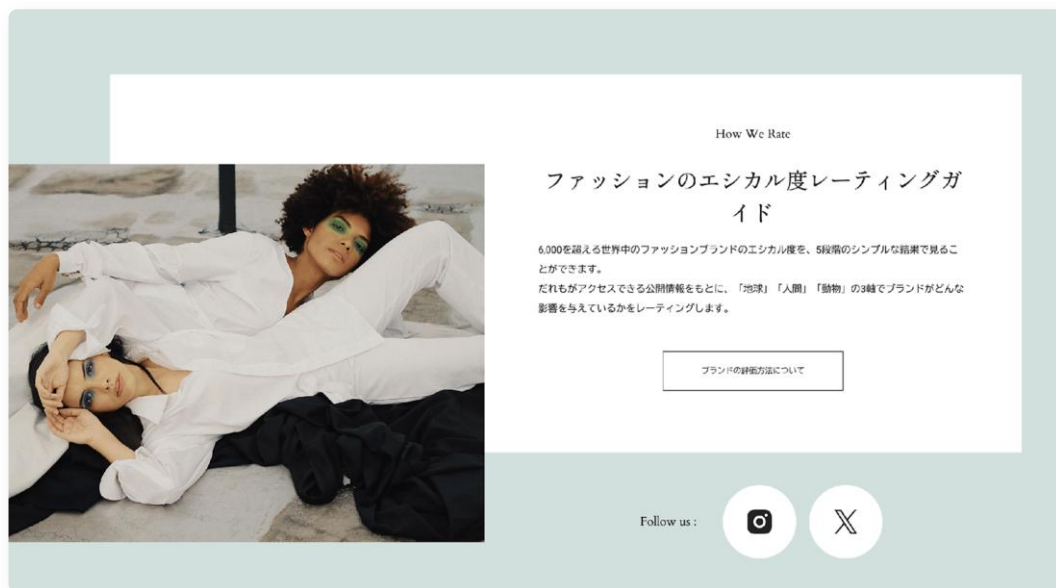 How We Rate
ファッションのエシカル度レーティングガ
イド
6,000を超える世界中のファッションブランドのエシカル度を、5段階のシンプルな結果で見るこ
とができます。
だれもがアクセスできる公開情報をもとに、「地球」「人間」「動物」の3軸でブランドがどんな
影響を与えているかをレーティングします。
ブランドの評価方法について
Follow us :